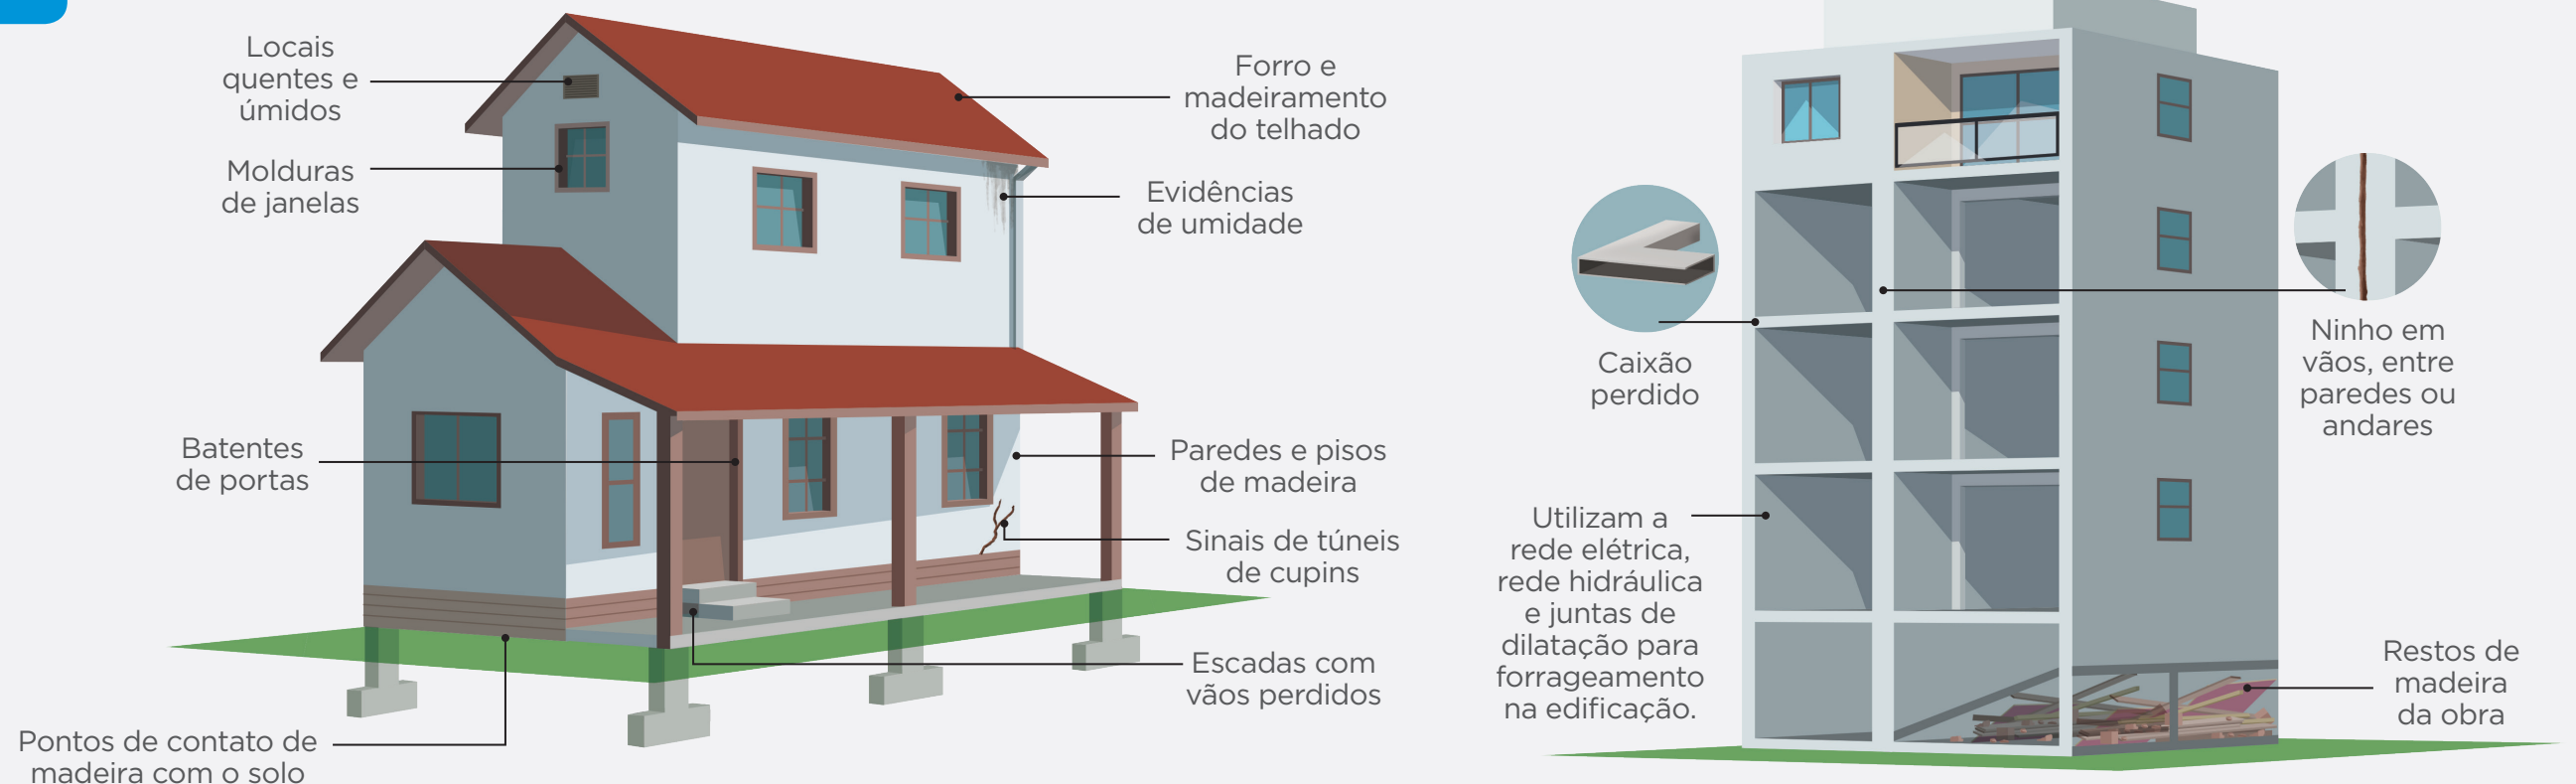 Locais
quentes e
úmidos
Molduras
de janelas
Batentes
de portas
Pontos de contato de
madeira com o solo
Forro e
madeiramento
do telhado
Evidências
de umidade
Paredes e pisos
de madeira
Sinais de túneis
de cupins
Escadas com
vãos perdidos
Caixão
perdido
Utilizam a
rede elétrica,
rede hidráulica
e juntas de
dilatação para
forrageamento
na edificação.
Ninho em
vãos, entre
paredes ou
andares
Restos de
madeira
da obra